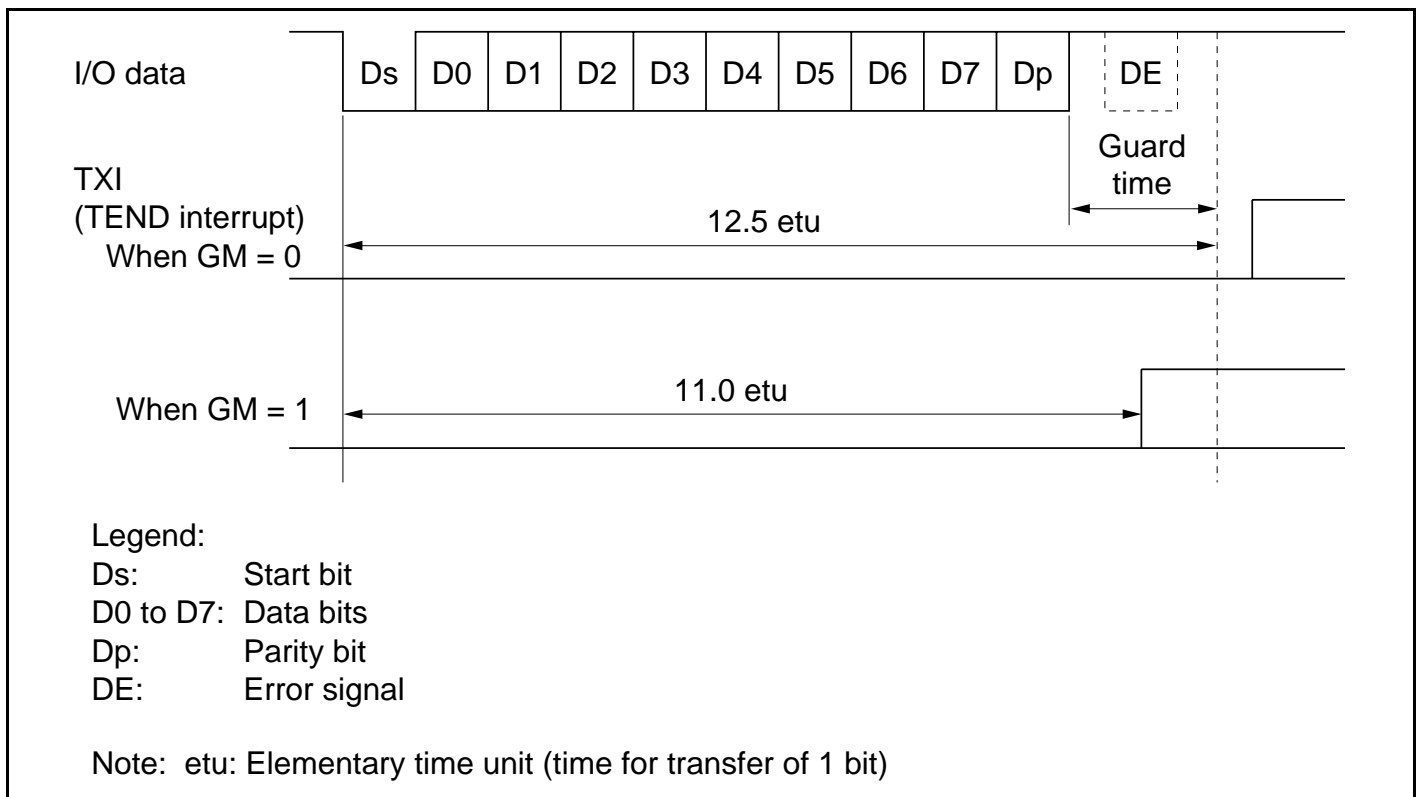 I/O data Ds D0 D1 D2 D3 D4 D5 D6 D7 Dp DE
Guard
time
TXI
(TEND interrupt)
12.5 etu
When GM = 0
11.0 etu
When GM = 1
Legend:
Ds: Start bit
D0 to D7: Data bits
Dp: Parity bit
DE: Error signal
Note: etu: Elementary time unit (time for transfer of 1 bit)